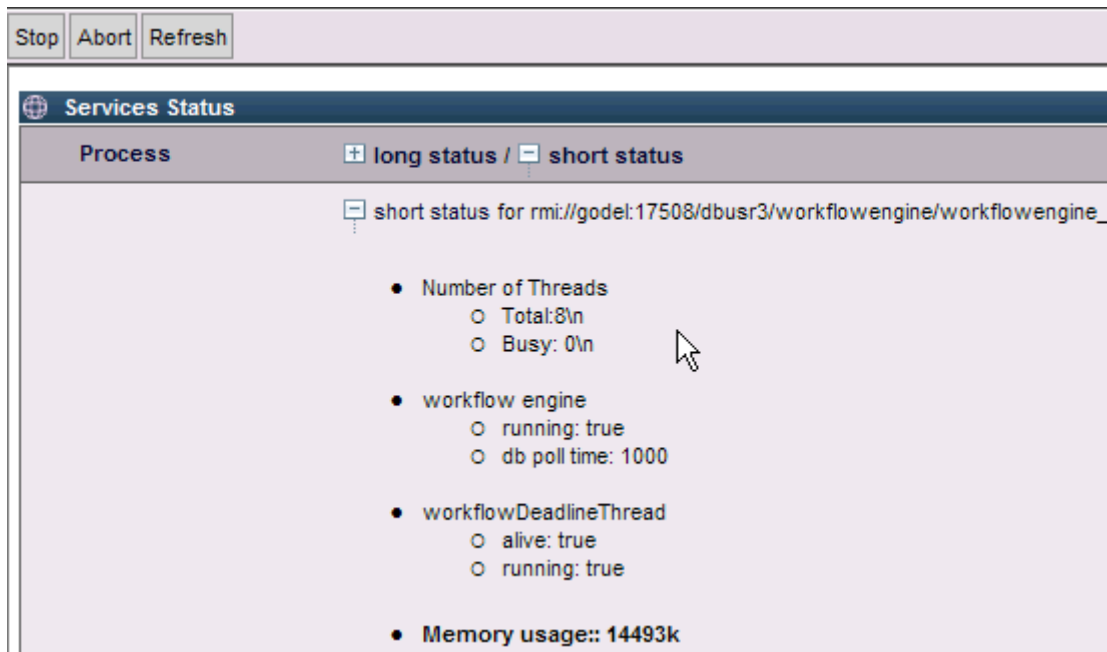 Stop Abort Refresh
Services Status
Process long status / short status
short status for rmi://godel:17508/dbusr3/workflowengine/workflowengine_
Number of Threads
Total:8\n
Busy: 0\n
workflow engine
running: true
db poll time: 1000
workflowDeadlineThread
alive: true
running: true
Memory usage:: 14493k